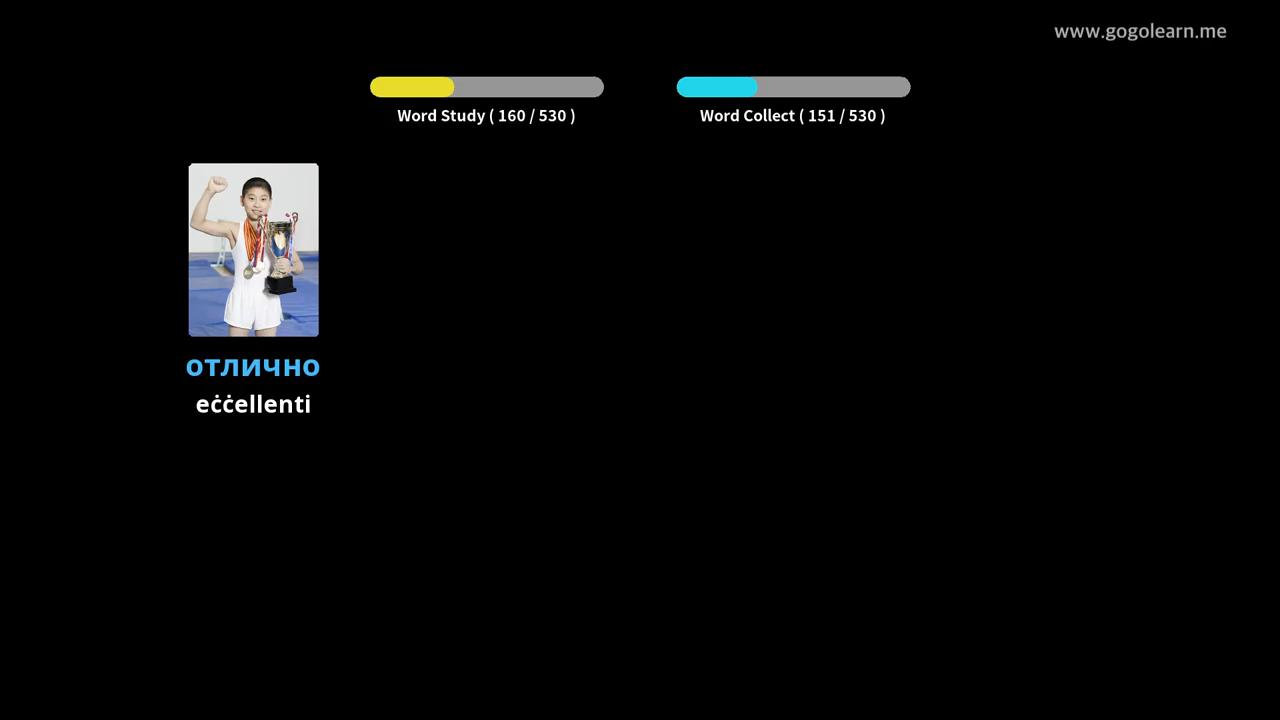 www.gogolearn.me
Word Study ( 160 / 530 )
Word Collect ( 151 / 530 )
отлично
eċċellenti